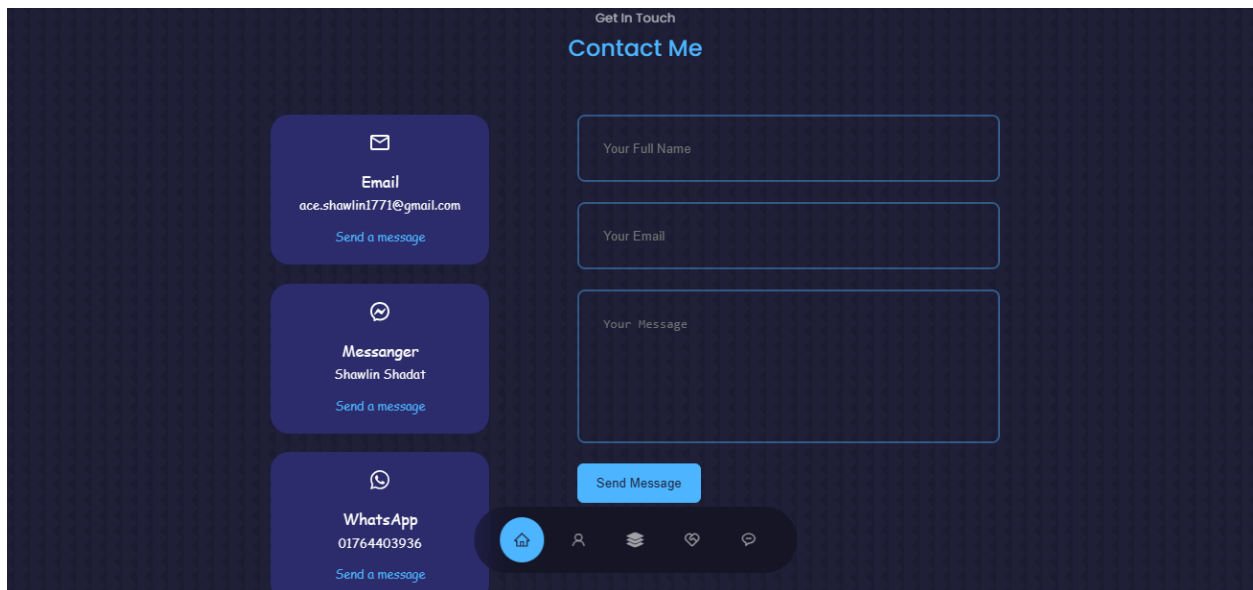 Get In Touch
Contact Me
Email
ace.shawlin1771@gmail.com
Send a message
Messanger
Shawlin Shadat
Send a message
WhatsApp
01764403936
Send a message
Your Full Name
Your Email
Your Message
Send Message